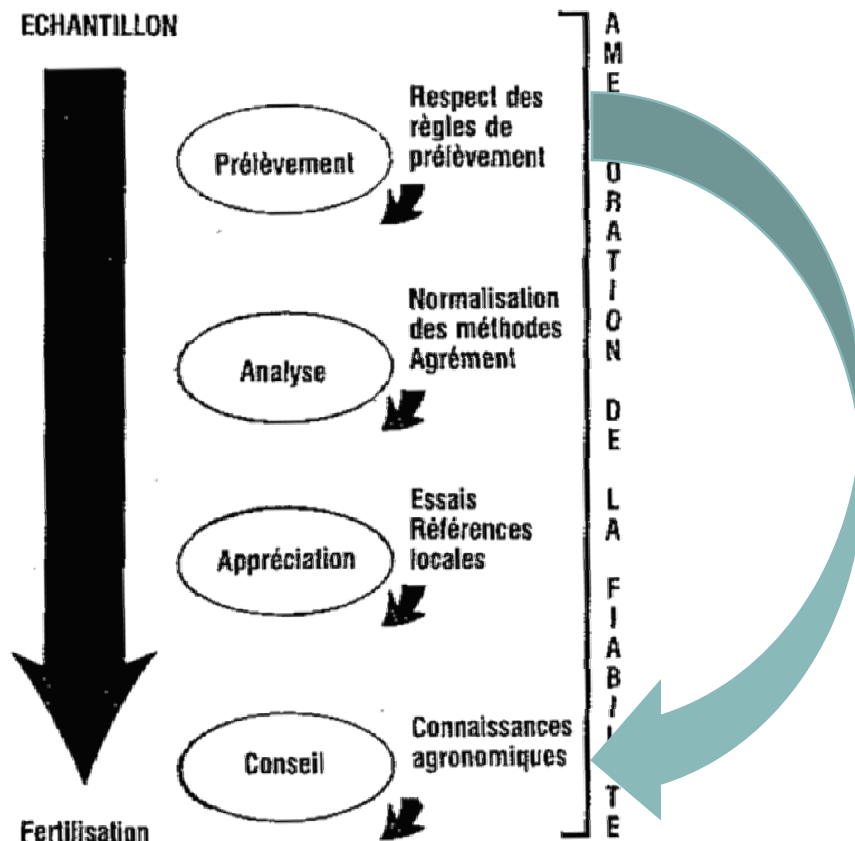 ECHANTILLON
Respect des
règles de
prélèvement
Prélèvement
Normalisation
des méthodes
Agrément
Analyse
Essais
Références
locales
Appréciation
Connaissances
agronomiques
Conseil
Fertilisation
AMELIORATION DE LA FIABILITE